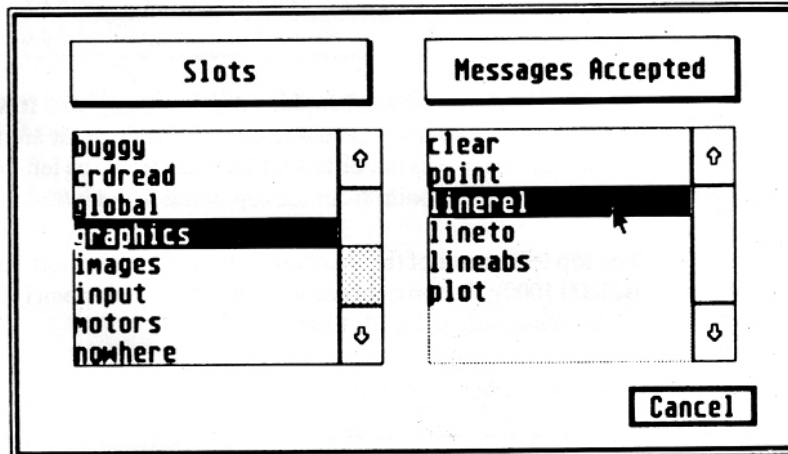 Slots
buggy
crdread
global
graphics
images
input
motors
nowhere
Messages Accepted
clear
point
linerel
lineto
lineabs
plot
Cancel